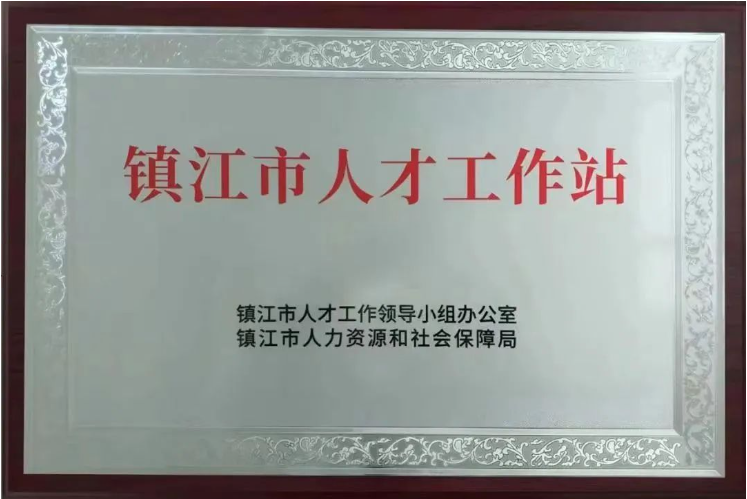 镇江市人才工作站
镇江市人才工作领导小组办公室
镇江市人力资源和社会保障局